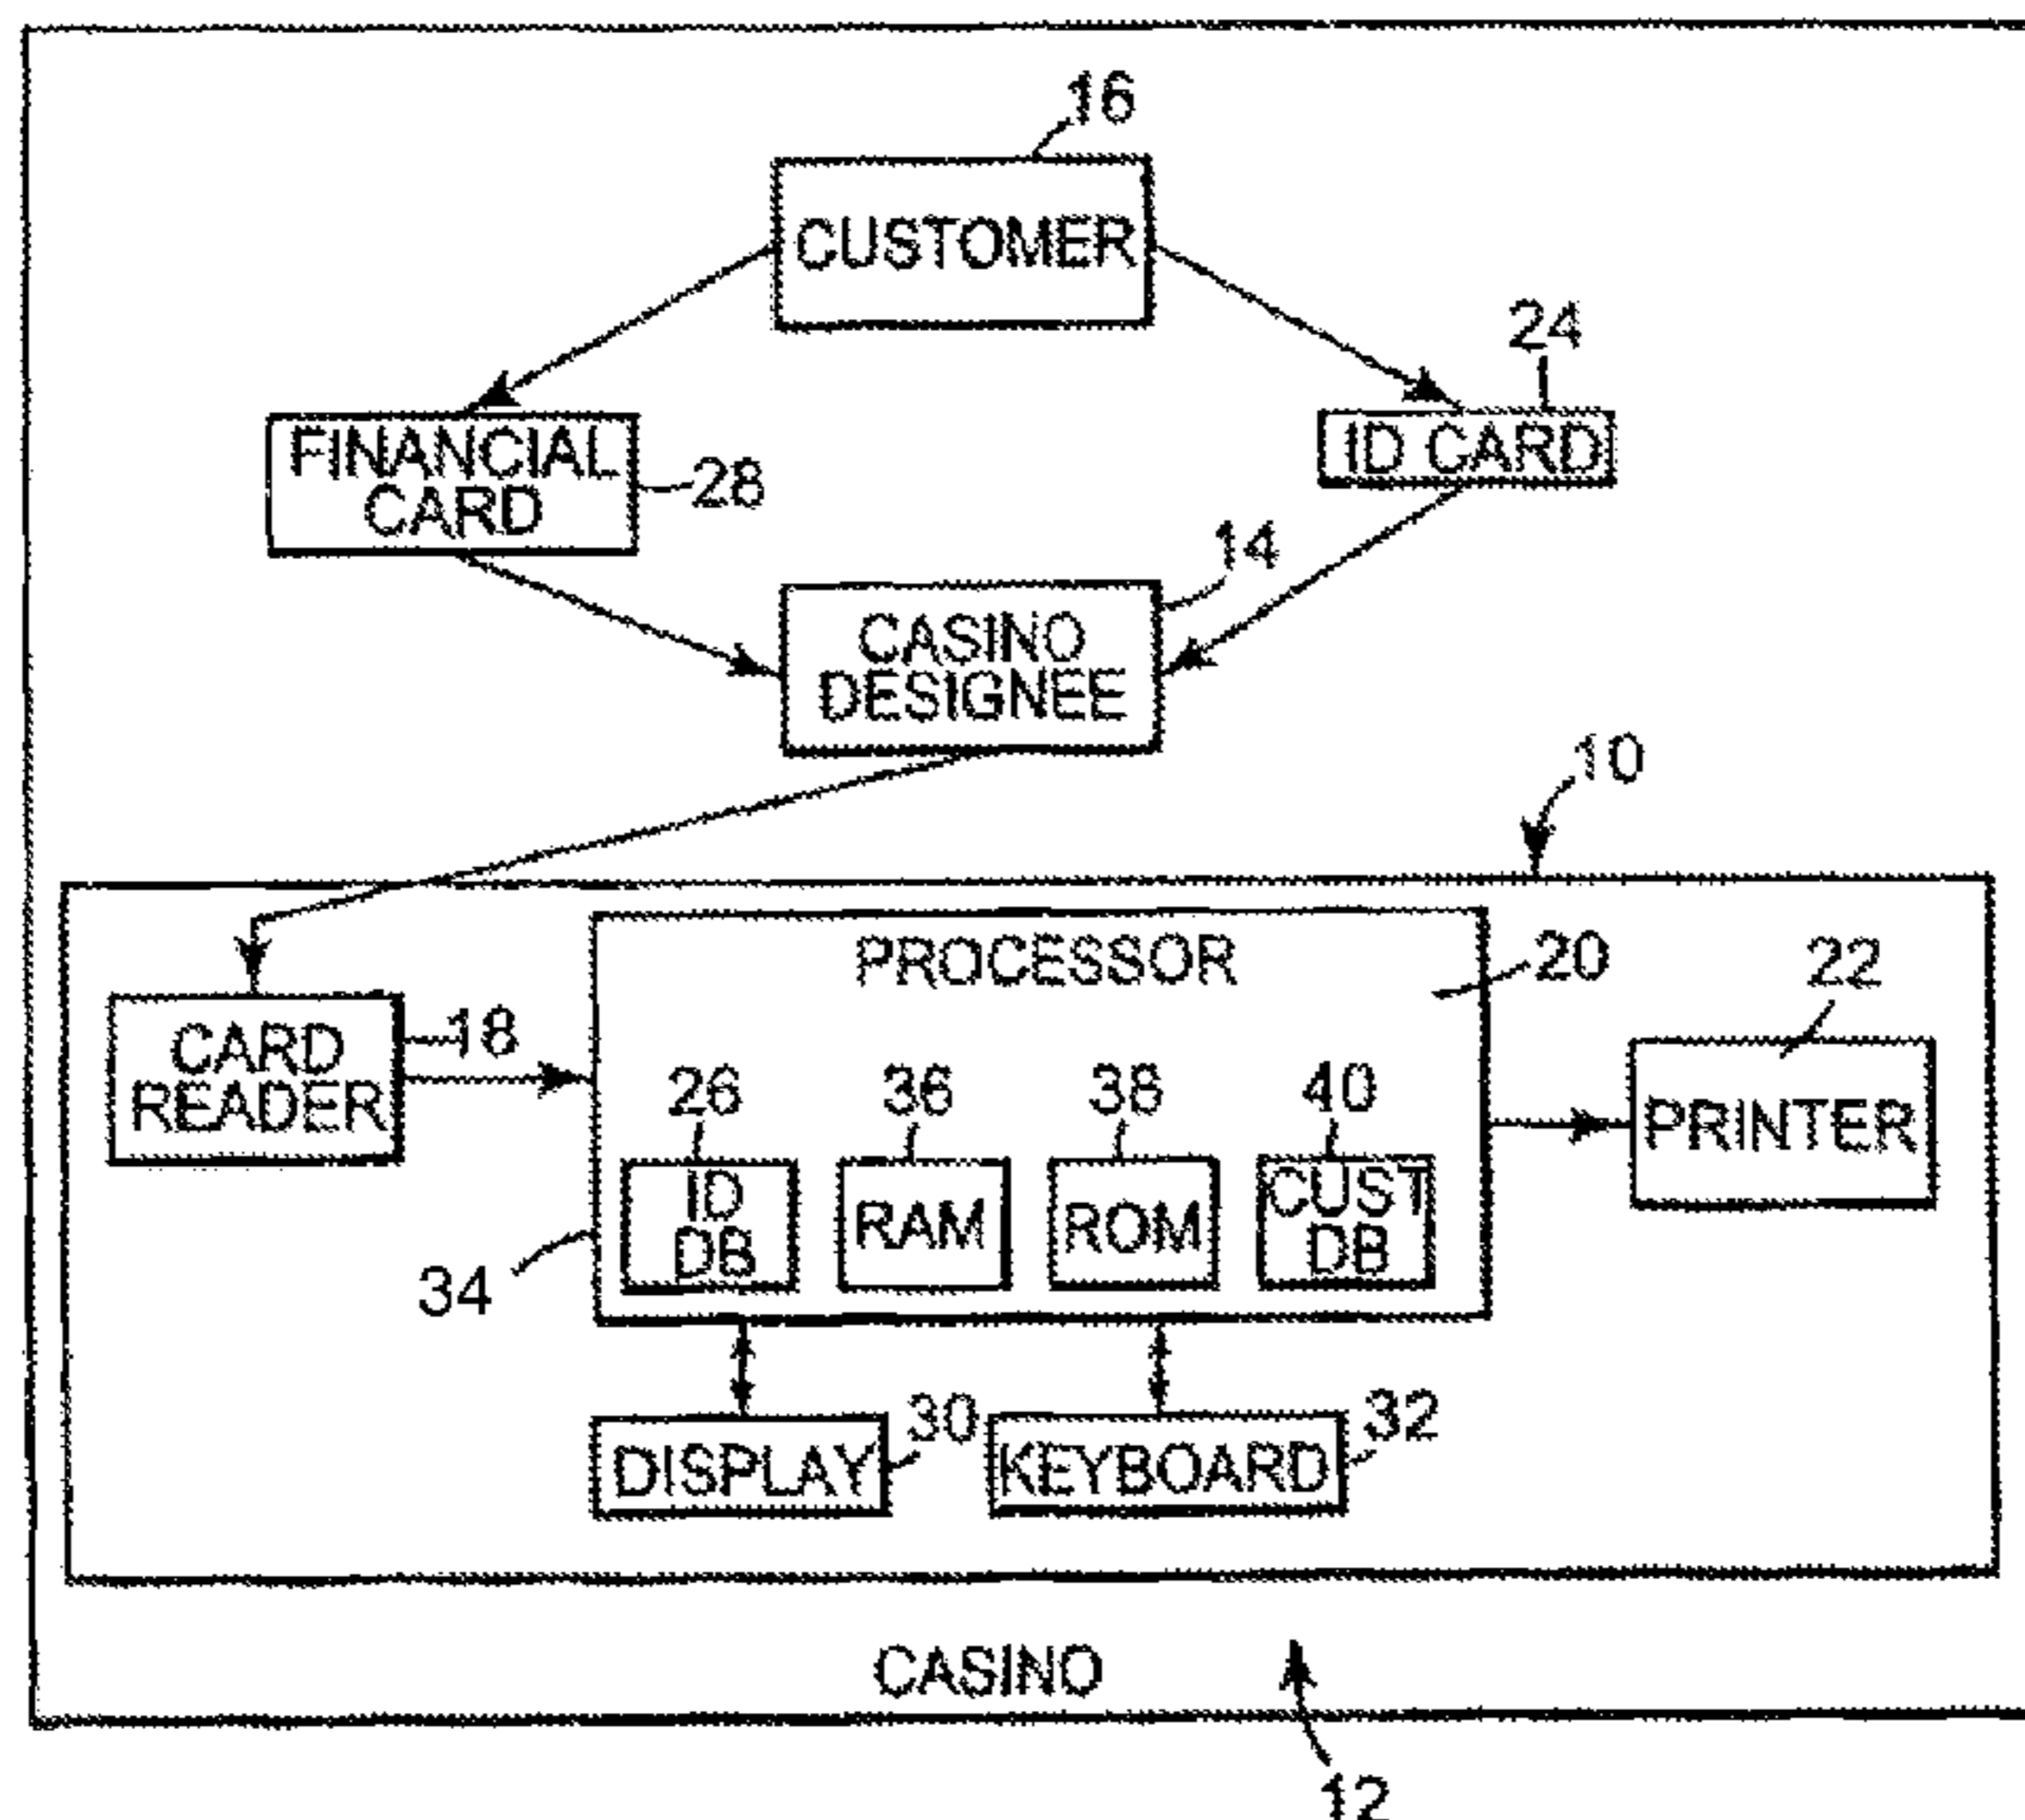 16
CUSTOMER
24
FINANCIAL
CARD
28
ID CARD
14
CASINO
DESIGNEE
10
PROCESSOR
20
22
CARD
READER
18
PRINTER
26
36
38
40
ID
DB
RAM
ROM
CUST
DB
34
DISPLAY
30
KEYBOARD
32
CASINO
12